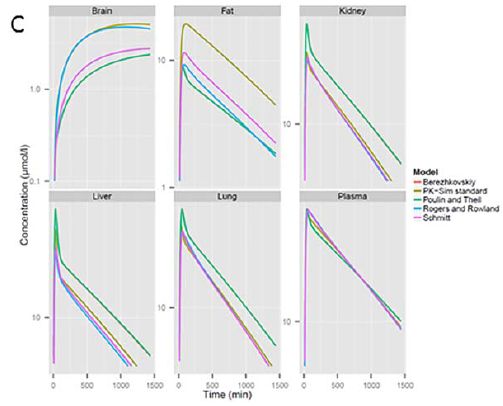 C
Brain Fat Kidney
1.0
0.1
1
10
Liver Lung Plasma
10
10
10
0 500 1000 1500 0 500 1000 1500 0 500 1000 1500
Concentration (µmol/l)
Time (min)
Model
Berezhkovskiy
PK-Sim standard
Poulin and Theil
Rogers and Rowland
Schmitt